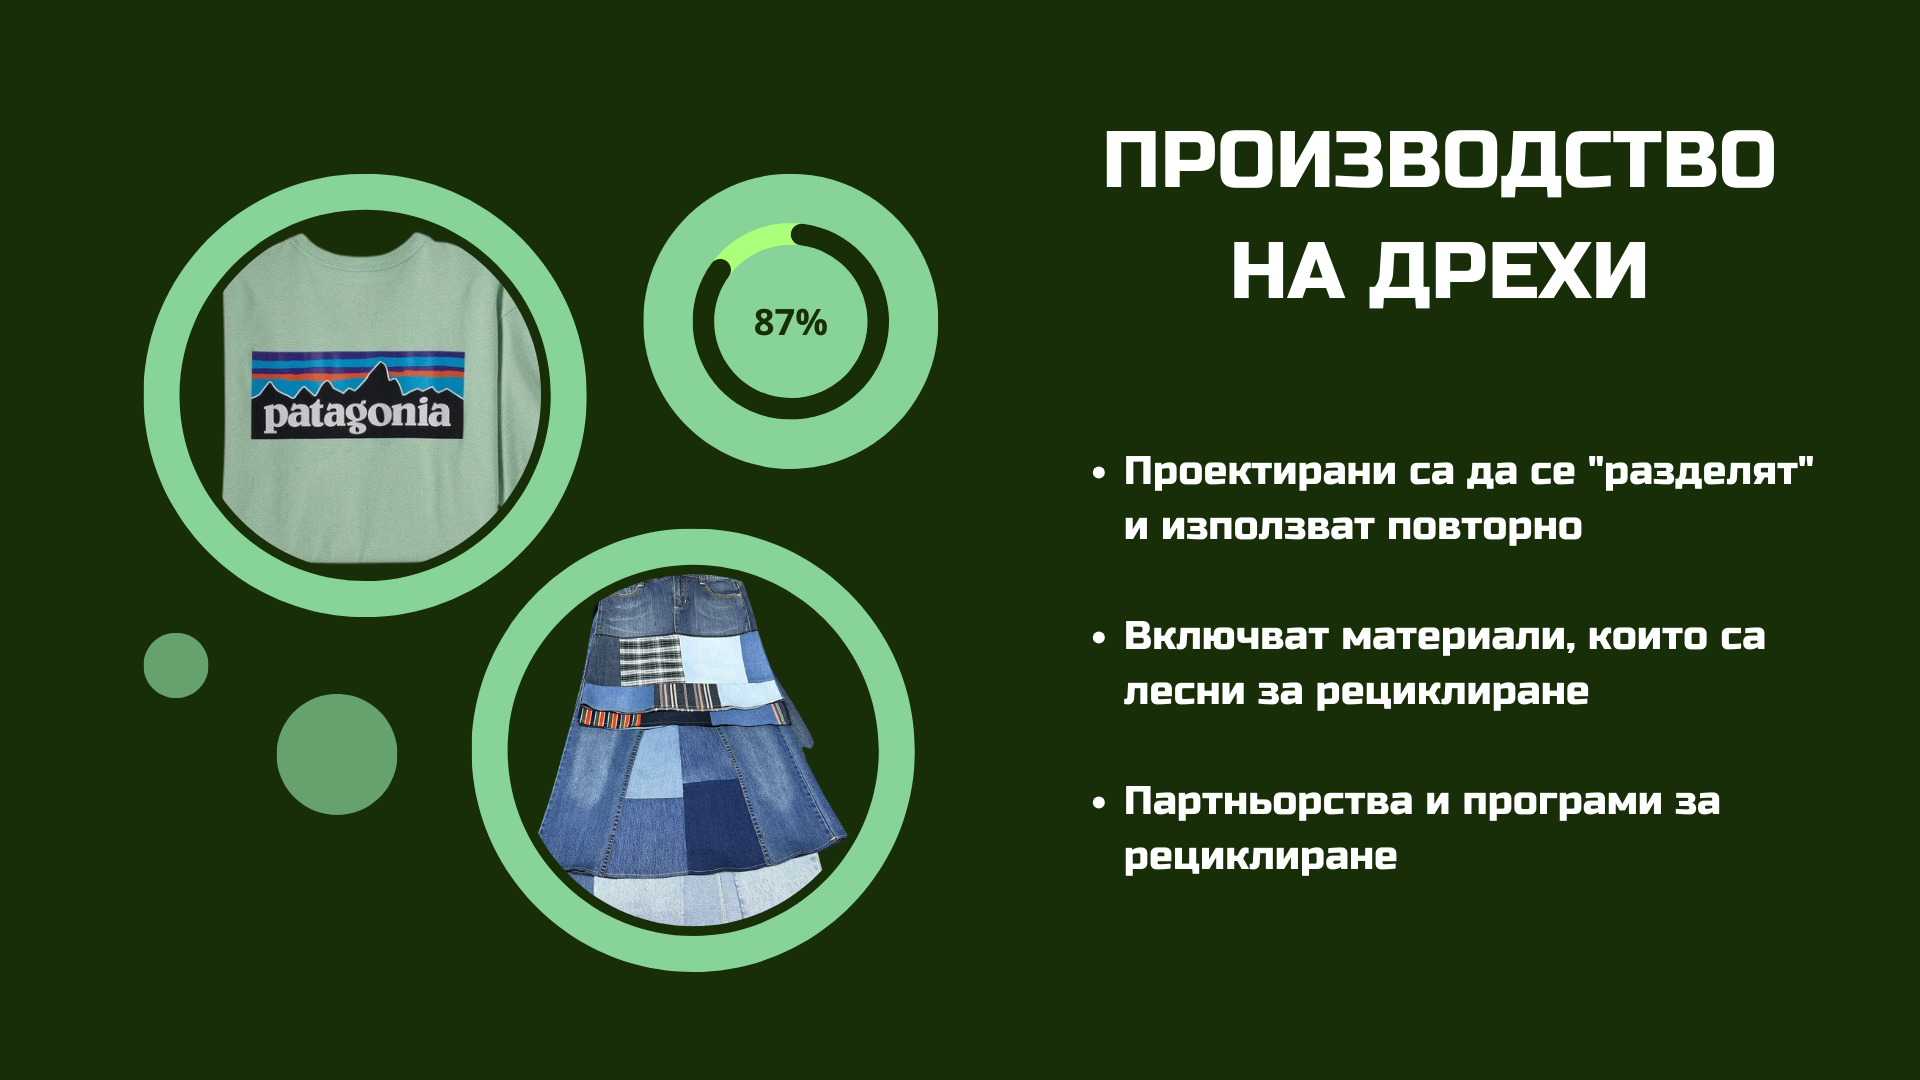 ПРОИЗВОДСТВО
НА ДРЕХИ
patagonia
87%
• Проектирани са да се "разделят"
и използват повторно
• Включват материали, които са
лесни за рециклиране
• Партньорства и програми за
рециклиране